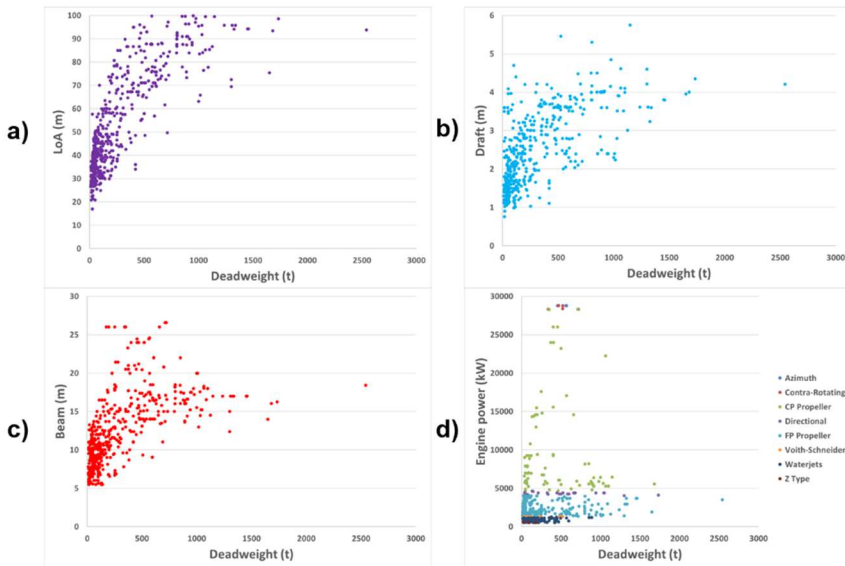 a)
LoA (m)
100
90
80
70
60
50
40
30
20
10
0
0 500 1000 1500 2000 2500 3000
Deadweight (t)
b)
Draft (m)
6
5
4
3
2
1
0
0 500 1000 1500 2000 2500 3000
Deadweight (t)
c)
Beam (m)
30
25
20
15
10
5
0
0 500 1000 1500 2000 2500 3000
Deadweight (t)
d)
Engine power (kW)
30000
25000
20000
15000
10000
5000
0
0 500 1000 1500 2000 2500 3000
Deadweight (t)
Azimuth
Contra-Rotating
CP Propeller
Directional
FP Propeller
Voith-Schneider
Waterjets
Z Type